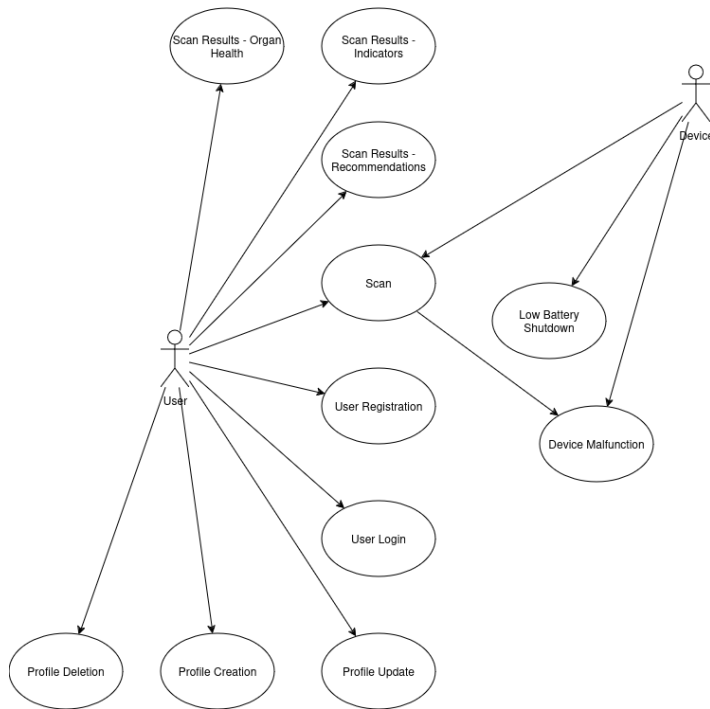 Scan Results - Organ
Health
Scan Results -
Indicators
Scan Results -
Recommendations
Device
Scan
Low Battery
Shutdown
User
User Registration
Device Malfunction
User Login
Profile Deletion
Profile Creation
Profile Update